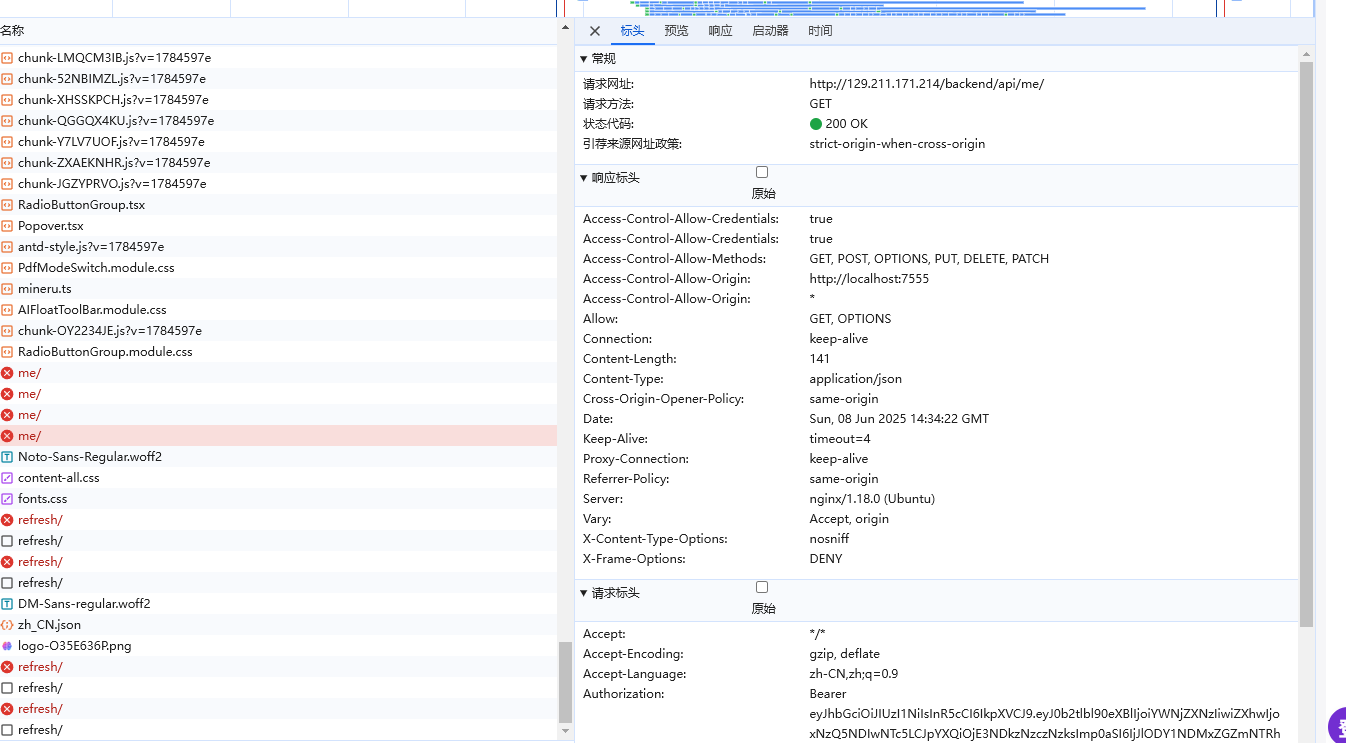 名称
chunk-LMQCM3IB.js?v=1784597e
chunk-52NBIMZL.js?v=1784597e
chunk-XHSSKPCH.js?v=1784597e
chunk-QGGQX4KU.js?v=1784597e
chunk-Y7LV7UOF.js?v=1784597e
chunk-ZXAEKNHR.js?v=1784597e
chunk-JGZYPRVO.js?v=1784597e
RadioButtonGroup.tsx
Popover.tsx
antd-style.js?v=1784597e
PdfModeSwitch.module.css
mineru.ts
AIFloatToolBar.module.css
chunk-OY2234JE.js?v=1784597e
RadioButtonGroup.module.css
me/
me/
me/
me/
Noto-Sans-Regular.woff2
content-all.css
fonts.css
refresh/
refresh/
refresh/
refresh/
DM-Sans-regular.woff2
zh_CN.json
logo-O35E636P.png
refresh/
refresh/
refresh/
refresh/
标头 预览 响应 启动器 时间
常规
请求网址: http://129.211.171.214/backend/api/me/
请求方法: GET
状态代码: 200 OK
引荐来源网址政策: strict-origin-when-cross-origin
响应标头
原始
Access-Control-Allow-Credentials: true
Access-Control-Allow-Credentials: true
Access-Control-Allow-Methods: GET, POST, OPTIONS, PUT, DELETE, PATCH
Access-Control-Allow-Origin: http://localhost:7555
Access-Control-Allow-Origin: *
Allow: GET, OPTIONS
Connection: keep-alive
Content-Length: 141
Content-Type: application/json
Cross-Origin-Opener-Policy: same-origin
Date: Sun, 08 Jun 2025 14:34:22 GMT
Keep-Alive: timeout=4
Proxy-Connection: keep-alive
Referrer-Policy: same-origin
Server: nginx/1.18.0 (Ubuntu)
Vary: Accept, origin
X-Content-Type-Options: nosniff
X-Frame-Options: DENY
请求标头
原始
Accept: */*
Accept-Encoding: gzip, deflate
Accept-Language: zh-CN,zh;q=0.9
Authorization: Bearer